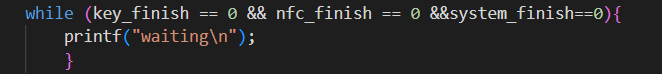 while (key_finish == 0 && nfc_finish == 0 &&system_finish==0){
    printf("waiting\n");
    }